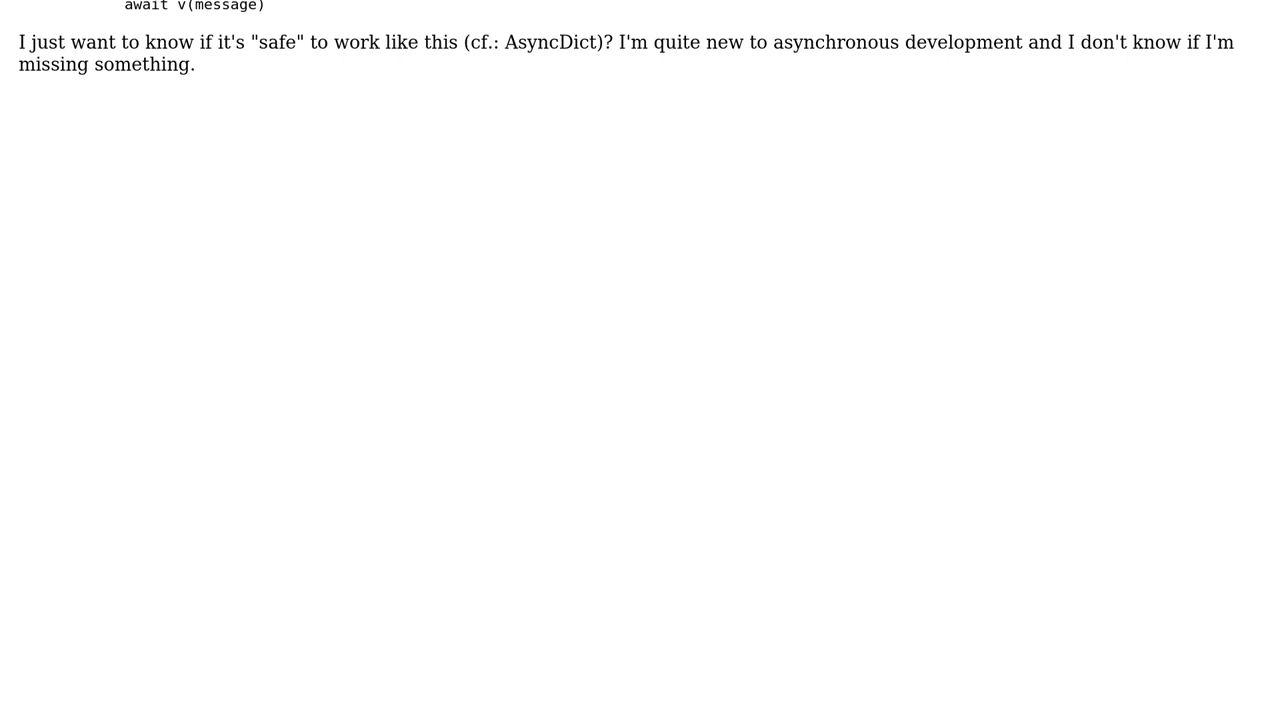 await v(message)
I just want to know if it's "safe" to work like this (cf.: AsyncDict)? I'm quite new to asynchronous development and I don't know if I'm
missing something.